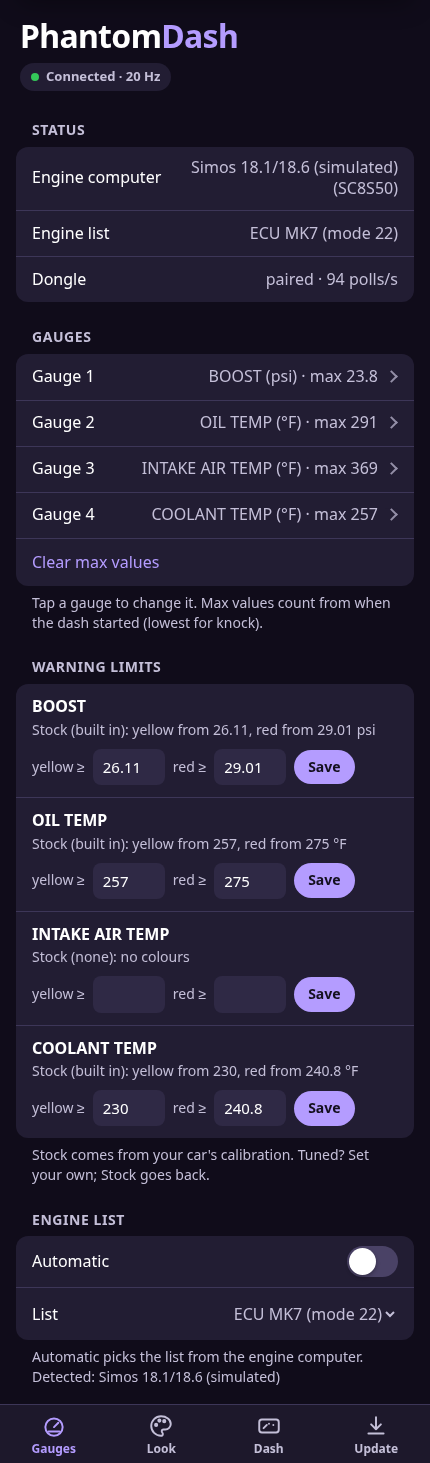 PhantomDash
Connected · 20 Hz
STATUS
Engine computer Simos 18.1/18.6 (simulated)
(SC8S50)
Engine list ECU MK7 (mode 22)
Dongle paired · 94 polls/s
GAUGES
Gauge 1 BOOST (psi) · max 23.8
Gauge 2 OIL TEMP (°F) · max 291
Gauge 3 INTAKE AIR TEMP (°F) · max 369
Gauge 4 COOLANT TEMP (°F) · max 257
Clear max values
Tap a gauge to change it. Max values count from when
the dash started (lowest for knock).
WARNING LIMITS
BOOST
Stock (built in): yellow from 26.11, red from 29.01 psi
yellow ≥ 26.11 red ≥ 29.01 Save
OIL TEMP
Stock (built in): yellow from 257, red from 275 °F
yellow ≥ 257 red ≥ 275 Save
INTAKE AIR TEMP
Stock (none): no colours
yellow ≥ red ≥ Save
COOLANT TEMP
Stock (built in): yellow from 230, red from 240.8 °F
yellow ≥ 230 red ≥ 240.8 Save
Stock comes from your car's calibration. Tuned? Set
your own; Stock goes back.
ENGINE LIST
Automatic
List ECU MK7 (mode 22)
Automatic picks the list from the engine computer.
Detected: Simos 18.1/18.6 (simulated)
Gauges Look Dash Update